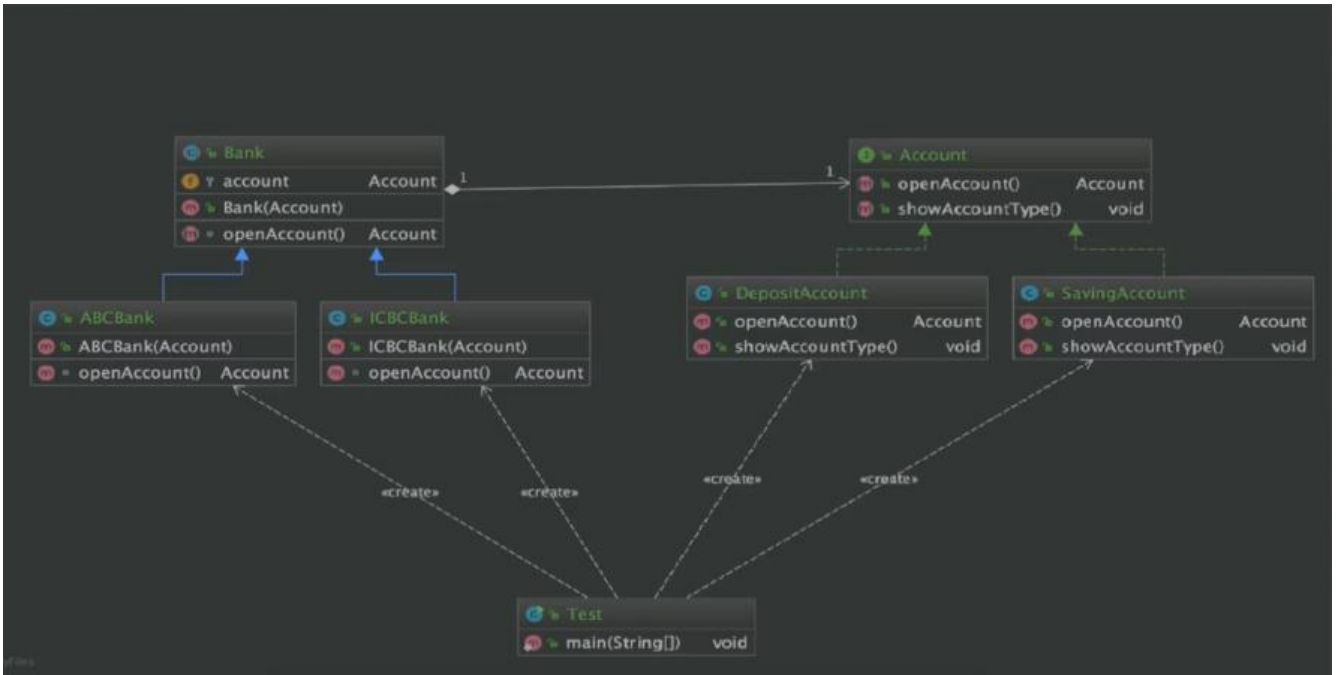 Bank
account Account
Bank(Account)
openAccount() Account
1
1
Account
openAccount() Account
showAccountType() void
ABCBank
ABCBank(Account)
openAccount() Account
ICBCBank
ICBCBank(Account)
openAccount() Account
DepositAccount
openAccount() Account
showAccountType() void
SavingAccount
openAccount() Account
showAccountType() void
«create»
«create»
«create»
«create»
Test
main(String[]) void